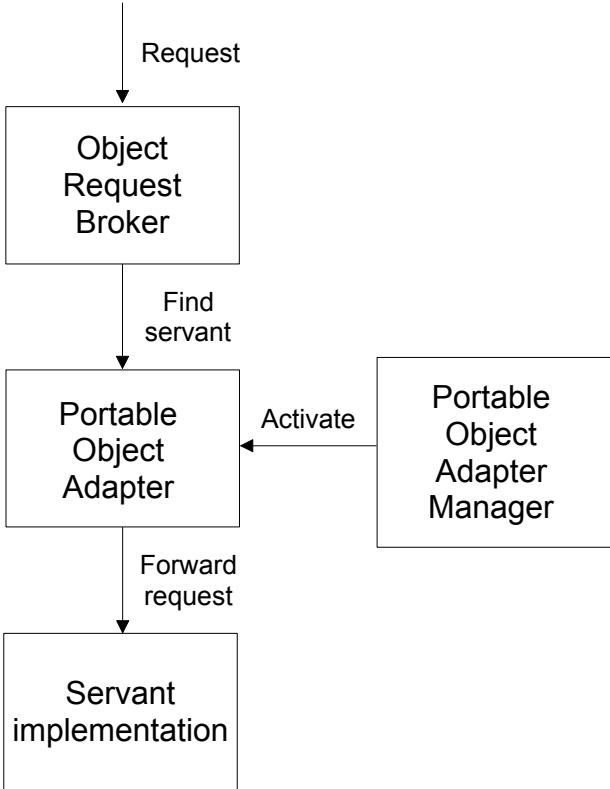 Request
Object
Request
Broker
Find
servant
Portable
Object
Adapter
Activate
Portable
Object
Adapter
Manager
Forward
request
Servant
implementation